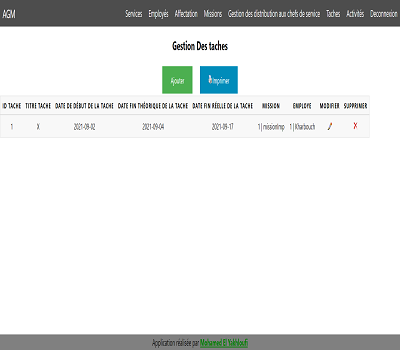 AGM Services Employés Affectation Missions Gestion des distribution aux chefs de service Taches Activités Deconnexion
Gestion Des taches
Ajouter Imprimer
ID TACHE TITRE TACHE DATE DE DÉBUT DE LA TACHE DATE FIN THÉORIQUE DE LA TACHE DATE FIN RÉELLE DE LA TACHE MISSION EMPLOYE MODIFIER SUPPRIMER
1 X 2021-09-02 2021-09-04 2021-09-17 1 | missionImp 1 | Kharbouch
Application réalisée par Mohamed El Yakhloufi